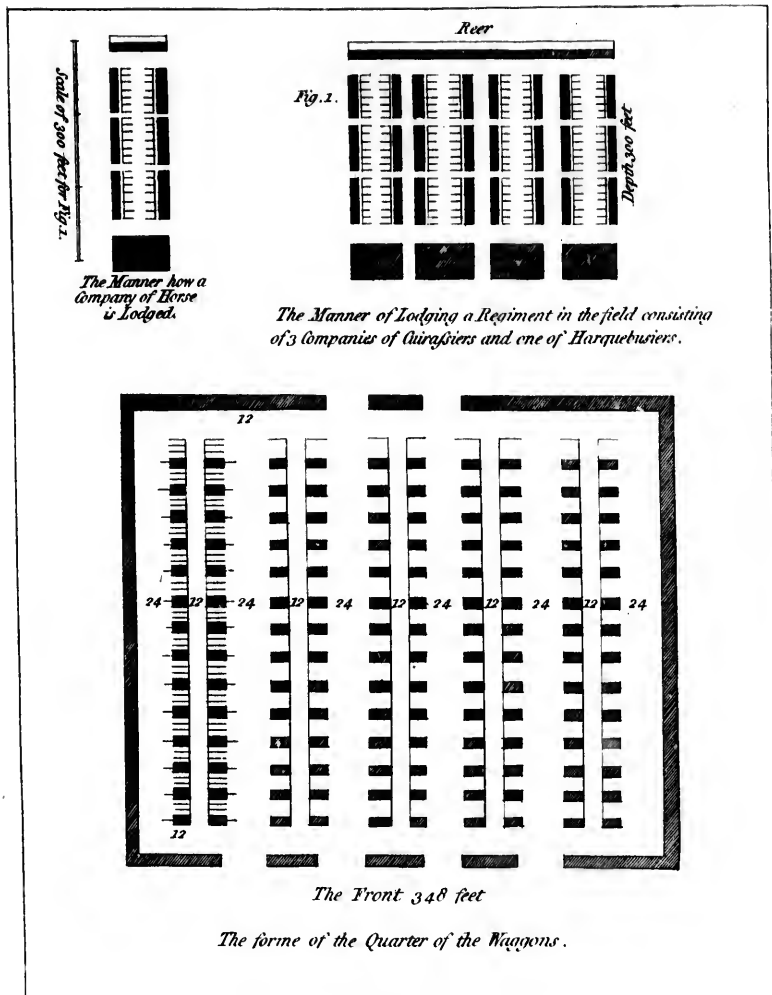 Reer
Fig. 1.
Scale of 300 feet for Fig. 1.
Depth 300 feet
The Manner how a
Company of Horse
is Lodged.
The Manner of Lodging a Regiment in the field consisting
of 3 Companies of Cuiraſsiers and one of Harquebusiers.
12
24 12 24 12 24 12 24 12 24 12 24
12
The Front 348 feet
The forme of the Quarter of the Waggons.